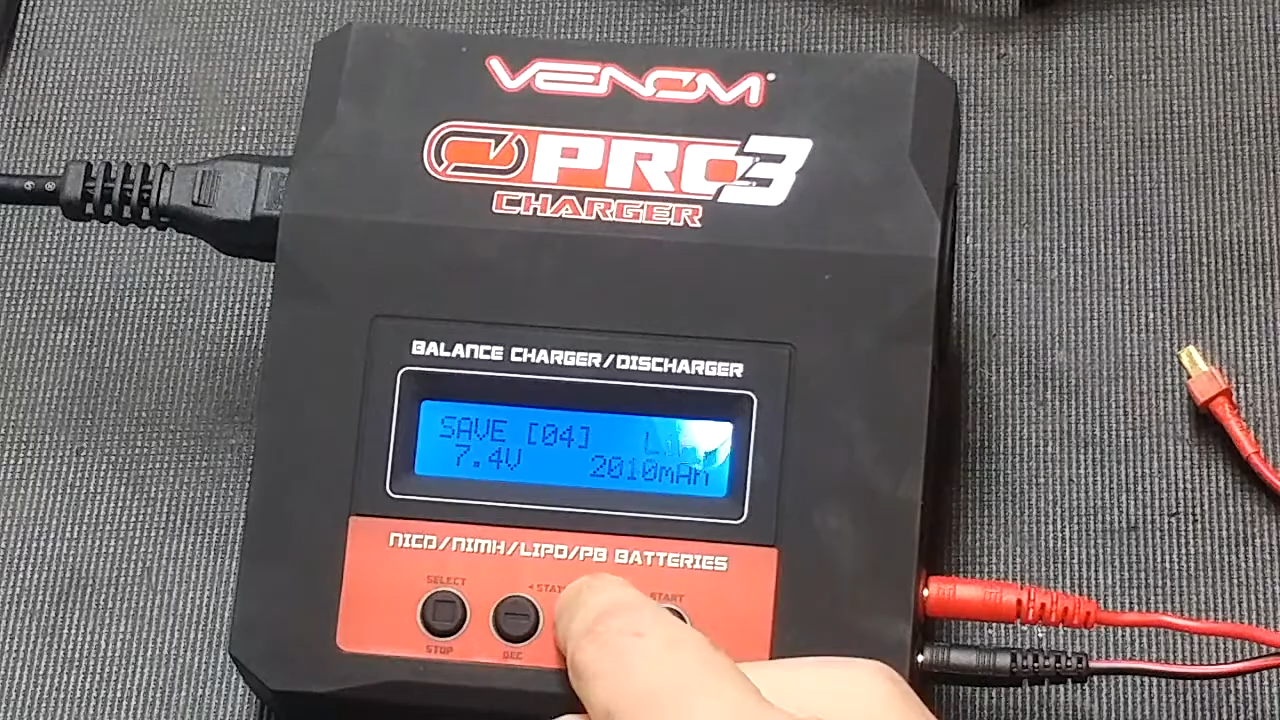 VENOM
PRO3
CHARGER
BALANCE CHARGER/DISCHARGER
SAVE [04]
7.4V 2010mAh
NICD/NIMH/LIPO/PB BATTERIES
SELECT
START
STOP
DEC